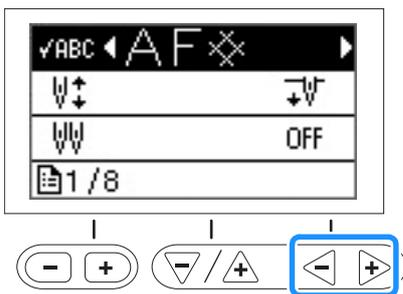 √ABC A F
OFF
1/8
- + - / + - +